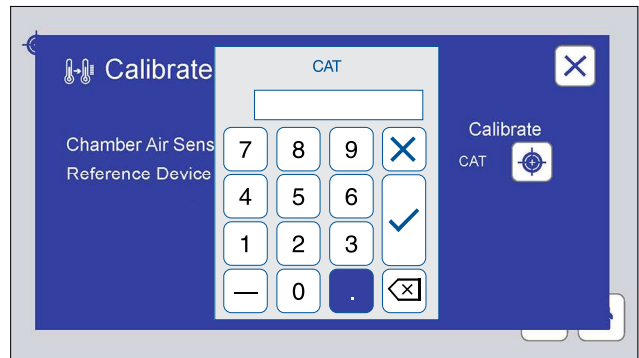 Calibrate
CAT
Chamber Air Sens
Reference Device
Calibrate
CAT
7 8 9
4 5 6
1 2 3
— 0 .